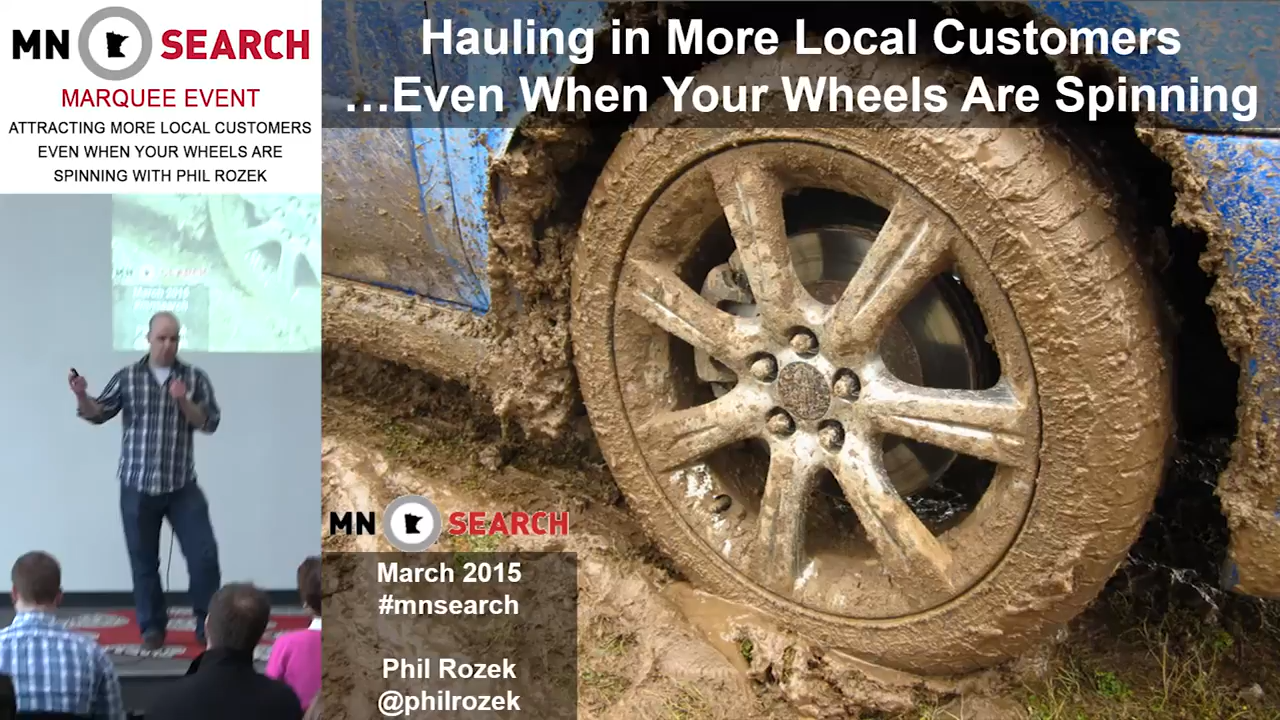 MN SEARCH
MARQUEE EVENT
ATTRACTING MORE LOCAL CUSTOMERS
EVEN WHEN YOUR WHEELS ARE
SPINNING WITH PHIL ROZEK
Hauling in More Local Customers
…Even When Your Wheels Are Spinning
MN SEARCH
March 2015
#mnsearch
Phil Rozek
@philrozek